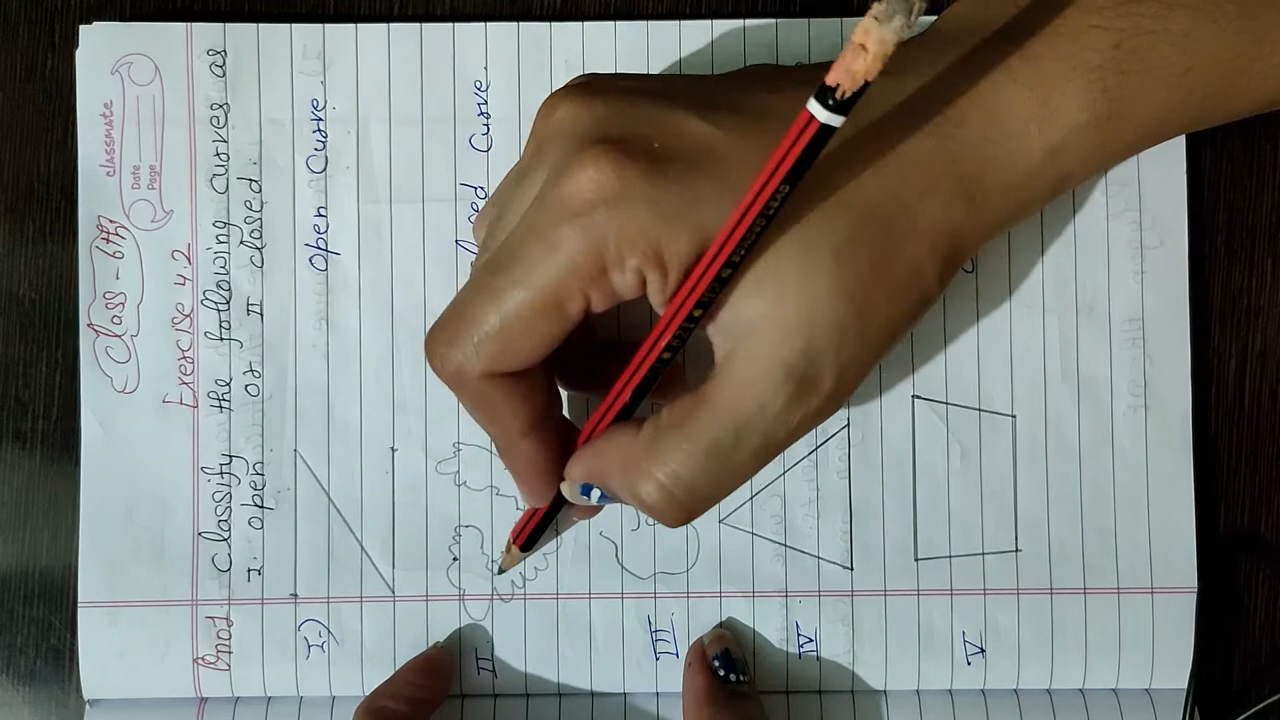 classmate
Date
Page
Class - 6th
Exercise 4.2
Qno1. Classify the following curves as
I. open or II closed.
I.) open curve.
II. closed curve.
III.
IV.
V